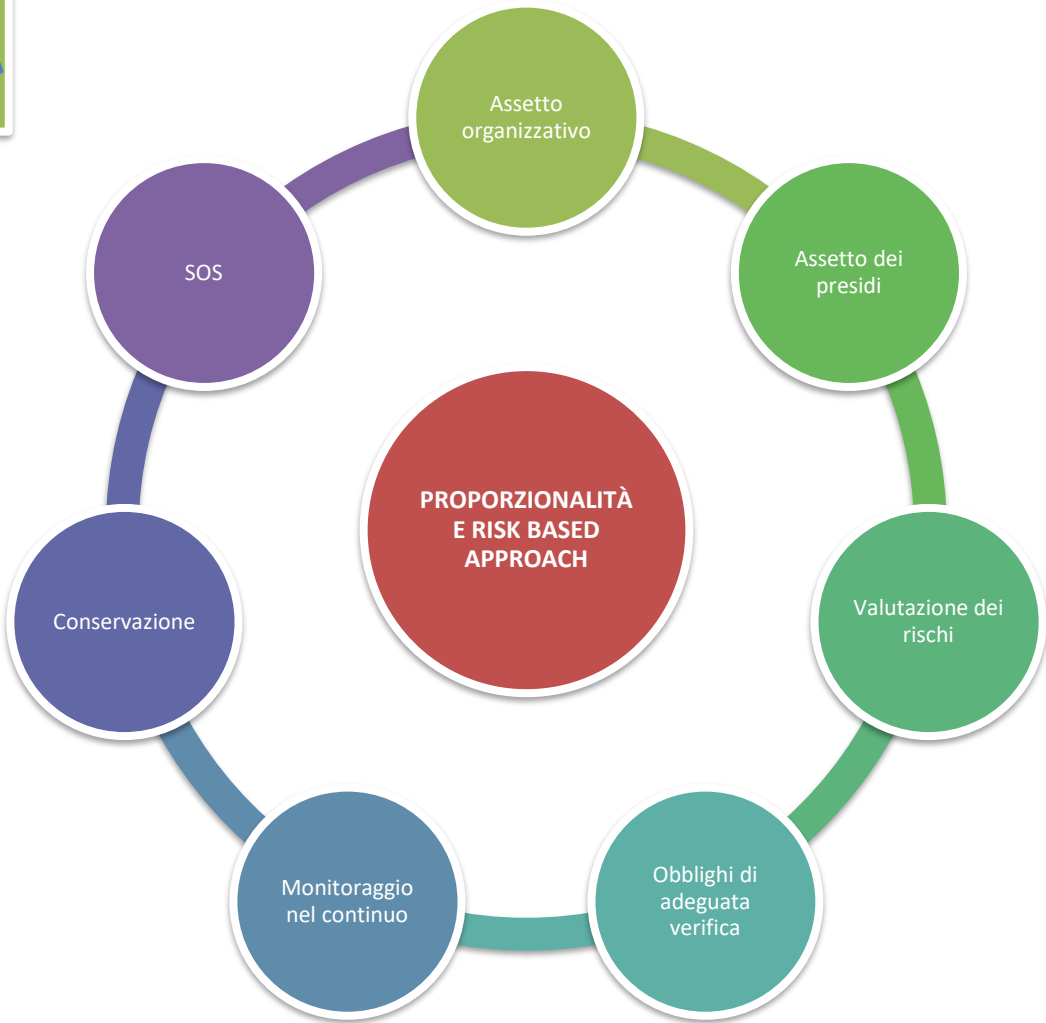 Assetto
organizzativo
Assetto dei
presidi
Valutazione dei
rischi
Obblighi di
adeguata
verifica
Monitoraggio
nel continuo
Conservazione
SOS
PROPORZIONALITÀ
E RISK BASED
APPROACH